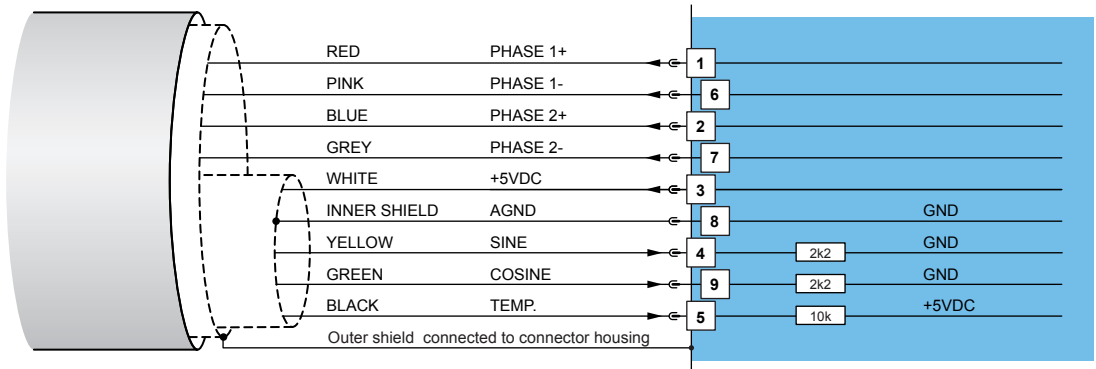 RED PHASE 1+ 1
PINK PHASE 1- 6
BLUE PHASE 2+ 2
GREY PHASE 2- 7
WHITE +5VDC 3
INNER SHIELD AGND 8 GND
YELLOW SINE 4 2k2 GND
GREEN COSINE 9 2k2 GND
BLACK TEMP. 5 10k +5VDC
Outer shield connected to connector housing